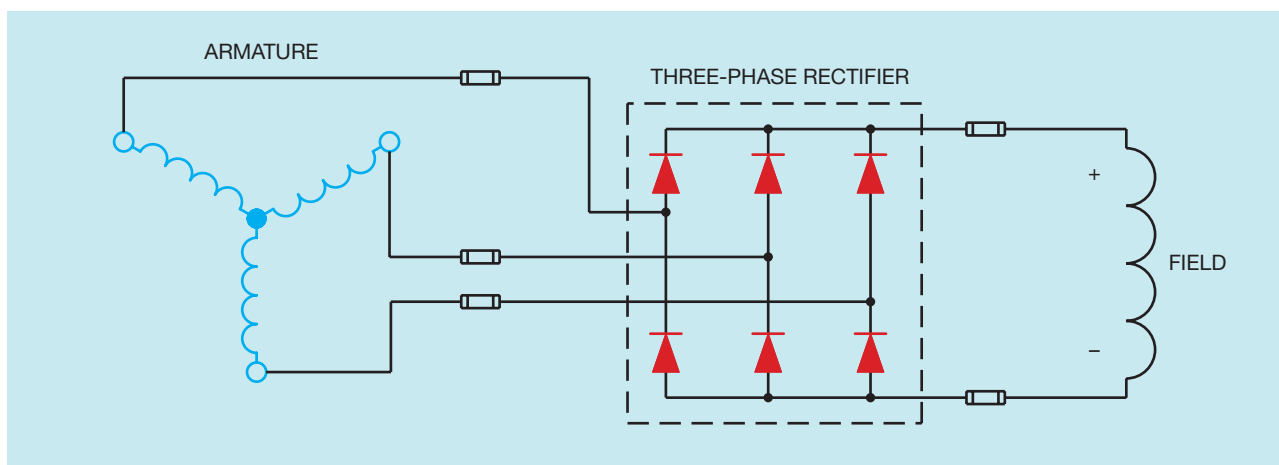 ARMATURE
THREE-PHASE RECTIFIER
+
FIELD
−